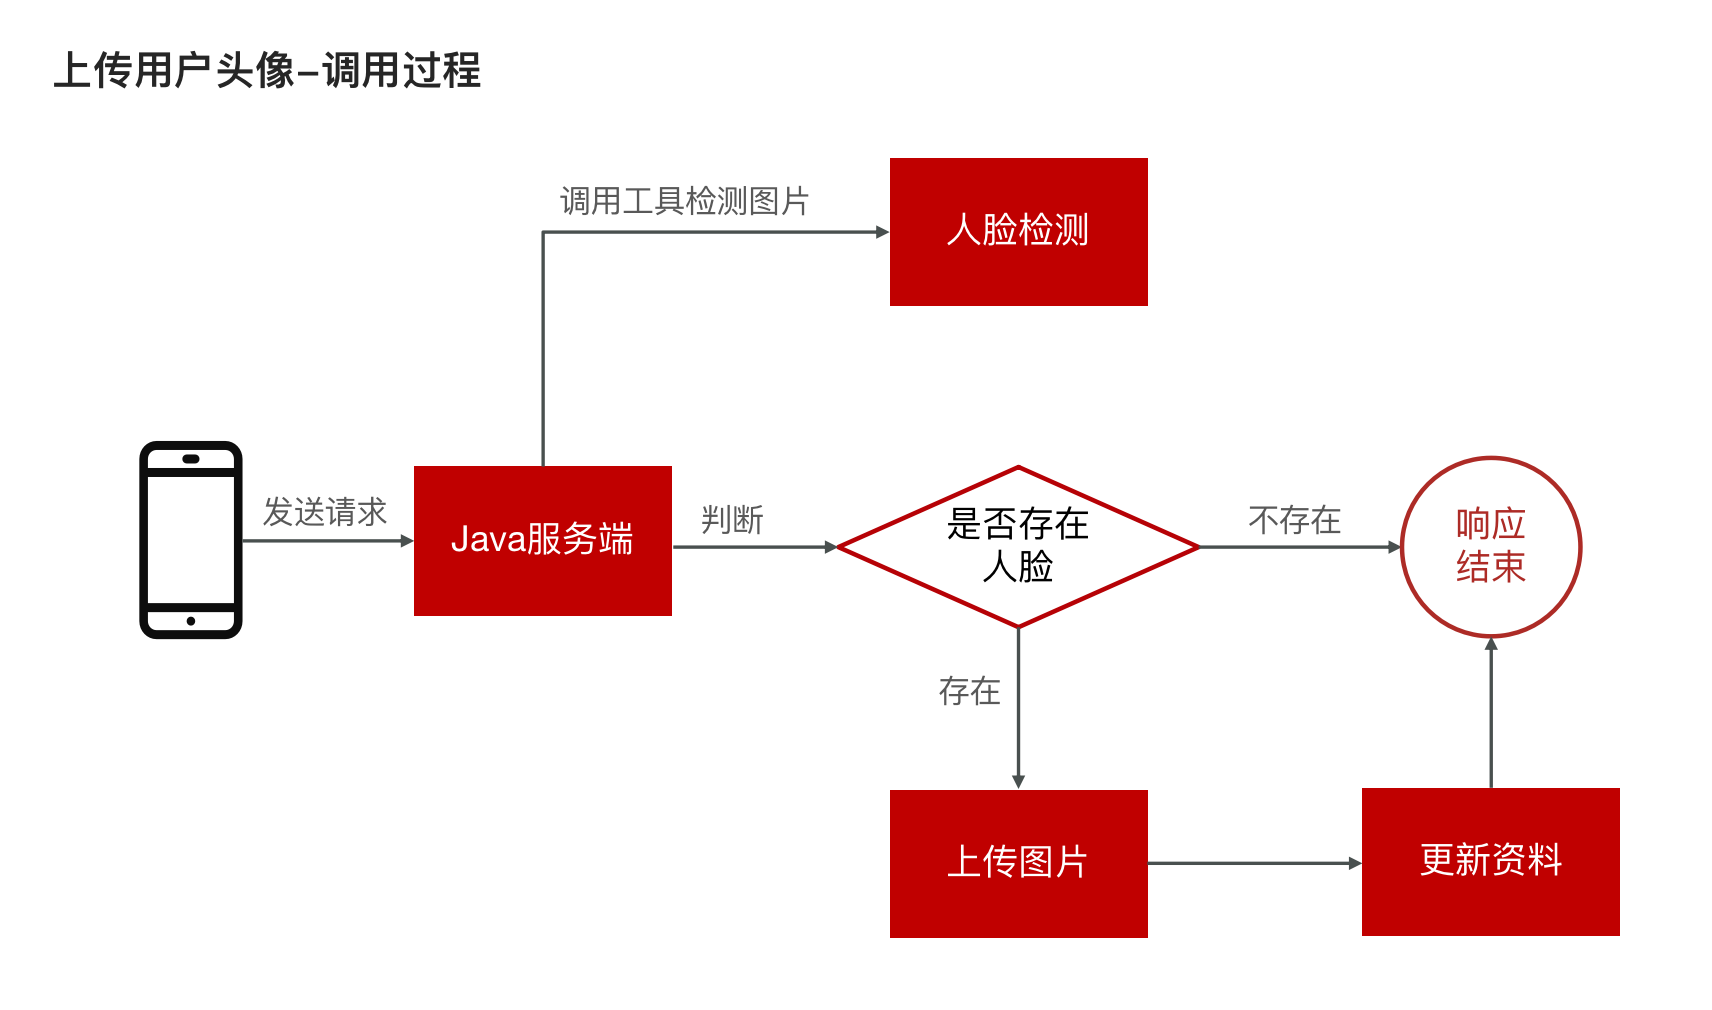 上传用户头像–调用过程
调用工具检测图片
人脸检测
发送请求
Java服务端
判断
是否存在
人脸
不存在
响应
结束
存在
上传图片
更新资料